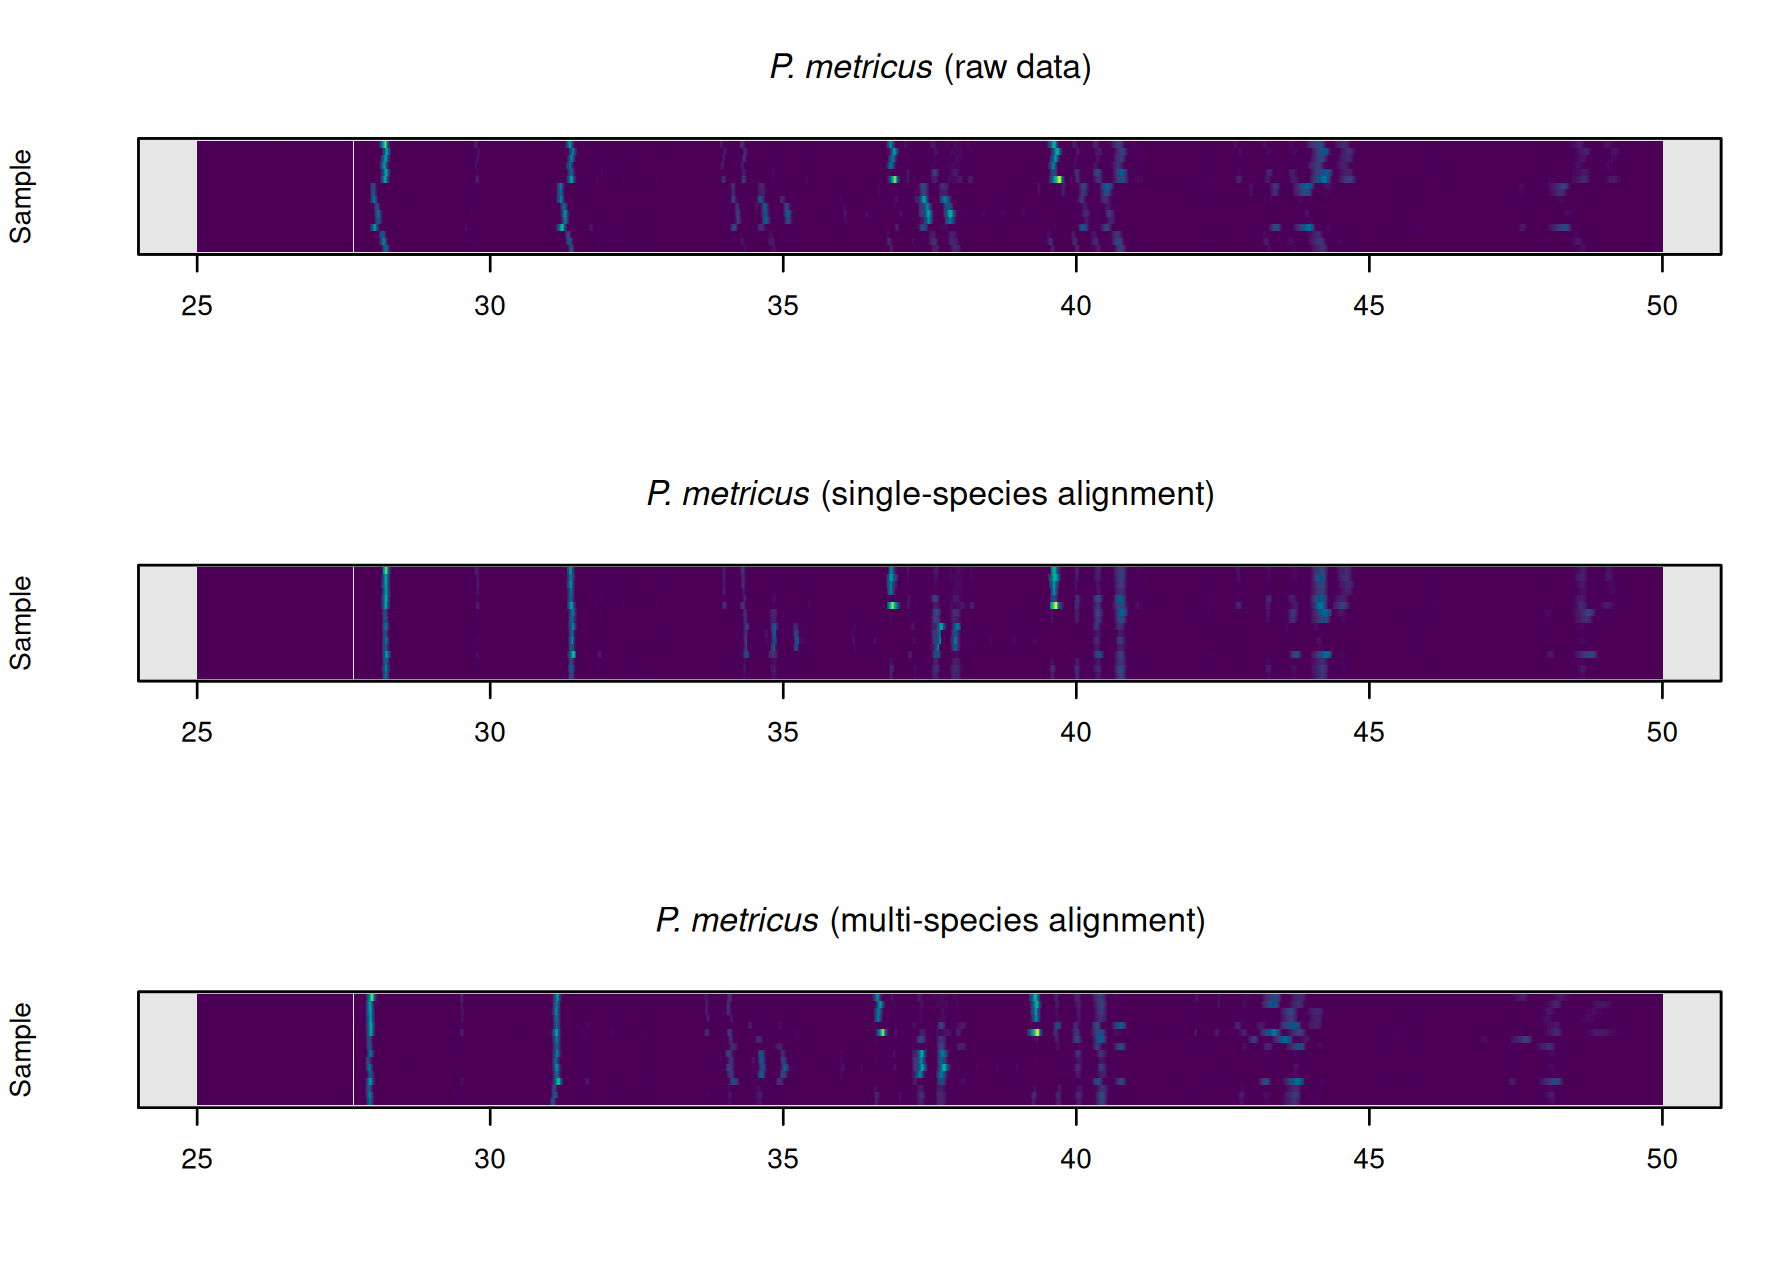 P. metricus (raw data)
Sample
25 30 35 40 45 50
P. metricus (single-species alignment)
Sample
25 30 35 40 45 50
P. metricus (multi-species alignment)
Sample
25 30 35 40 45 50